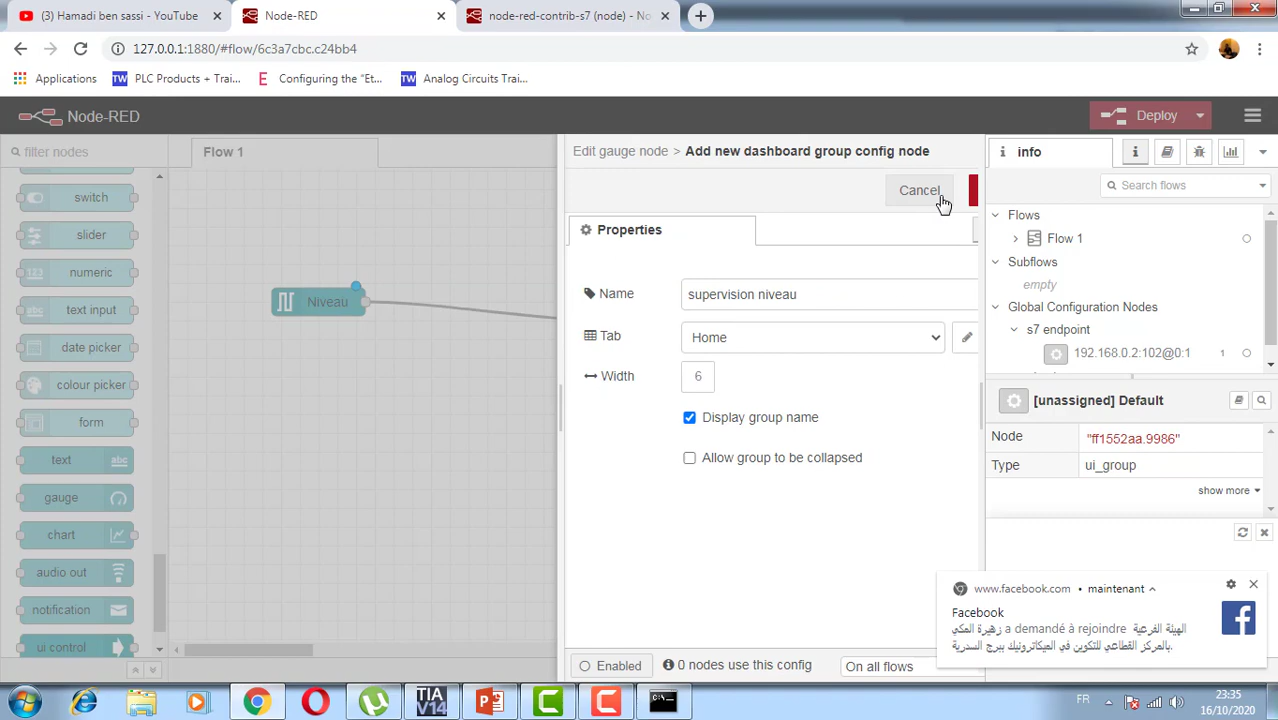 (3) Hamadi ben sassi - YouTube
Node-RED
node-red-contrib-s7 (node) - No
127.0.0.1:1880/#flow/6c3a7cbc.c24bb4
Applications
TW PLC Products + Trai...
E Configuring the "Et...
TW Analog Circuits Trai...
Node-RED
Deploy
filter nodes
Flow 1
Edit gauge node > Add new dashboard group config node
info
Cancel
Search flows
switch
slider
numeric
text input
date picker
colour picker
form
text
gauge
chart
audio out
notification
ui control
Niveau
Properties
Name
supervision niveau
Tab
Home
Width
6
Display group name
Allow group to be collapsed
Enabled
0 nodes use this config
On all flows
Flows
Flow 1
Subflows
empty
Global Configuration Nodes
s7 endpoint
192.168.0.2:102@0:1
1
[unassigned] Default
Node
"ff1552aa.9986"
Type
ui_group
show more
www.facebook.com • maintenant
Facebook
زهيرة المكي a demandé à rejoindre الهيئة الفرعية
بالمركز القطاعي للتكوين في الميكاترونيك ببرج السدرية.
TIA
V14
FR
23:35
16/10/2020